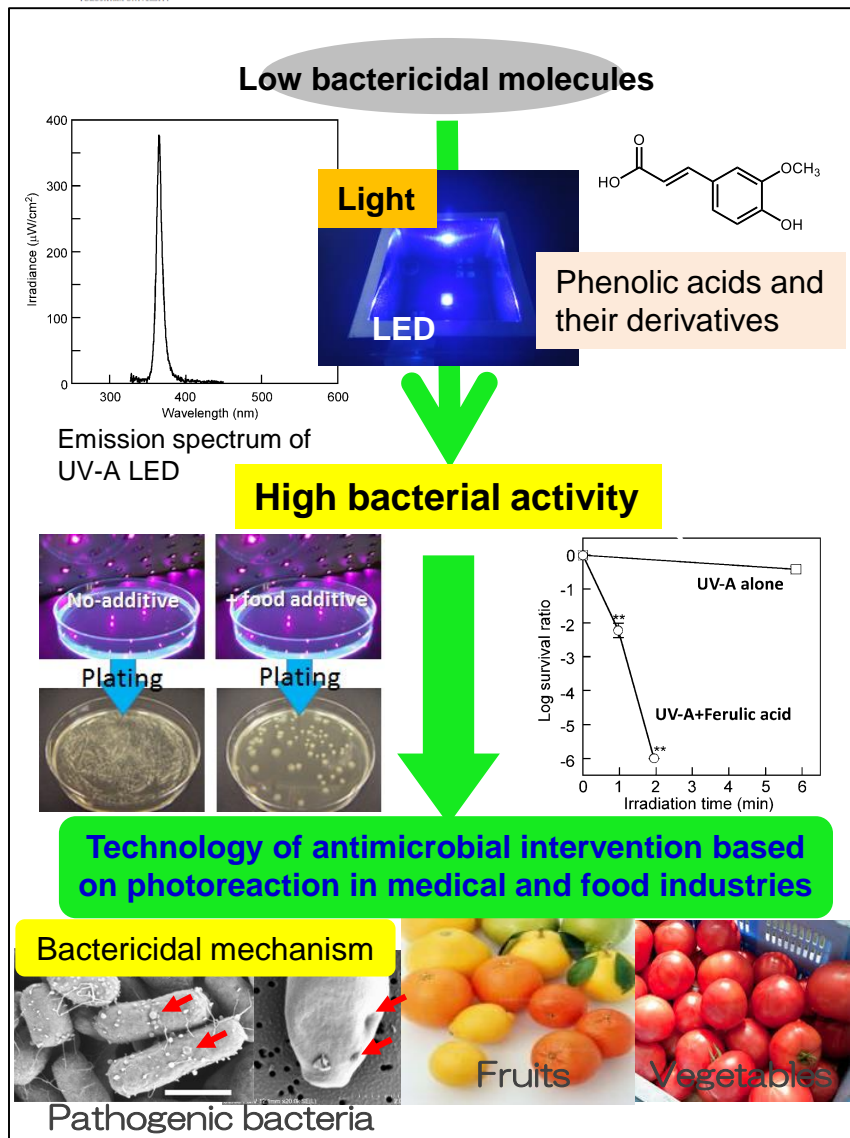 Low bactericidal molecules
400
300
200
100
0
Irradiance (µW/cm²)
300
400
500
600
Wavelength (nm)
Emission spectrum of
UV-A LED
Light
LED
O
HO
OCH₃
OH
Phenolic acids and
their derivatives
High bacterial activity
No-additive
+ food additive
Plating
Plating
0
-1
-2
-3
-4
-5
-6
Log survival ratio
UV-A alone
**
UV-A+Ferulic acid
**
0 1 2 3 4 5 6
Irradiation time (min)
Technology of antimicrobial intervention based
on photoreaction in medical and food industries
Bactericidal mechanism
Pathogenic bacteria
Fruits
Vegetables